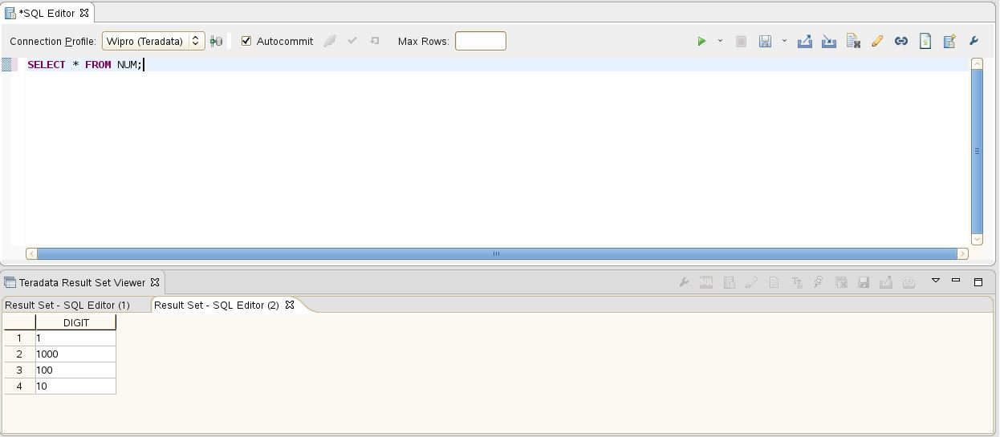 *SQL Editor
Connection Profile: Wipro (Teradata) Autocommit Max Rows:
SELECT * FROM NUM;
Teradata Result Set Viewer
SQL
Result Set - SQL Editor (1) Result Set - SQL Editor (2)
DIGIT
1 1
2 1000
3 100
4 10